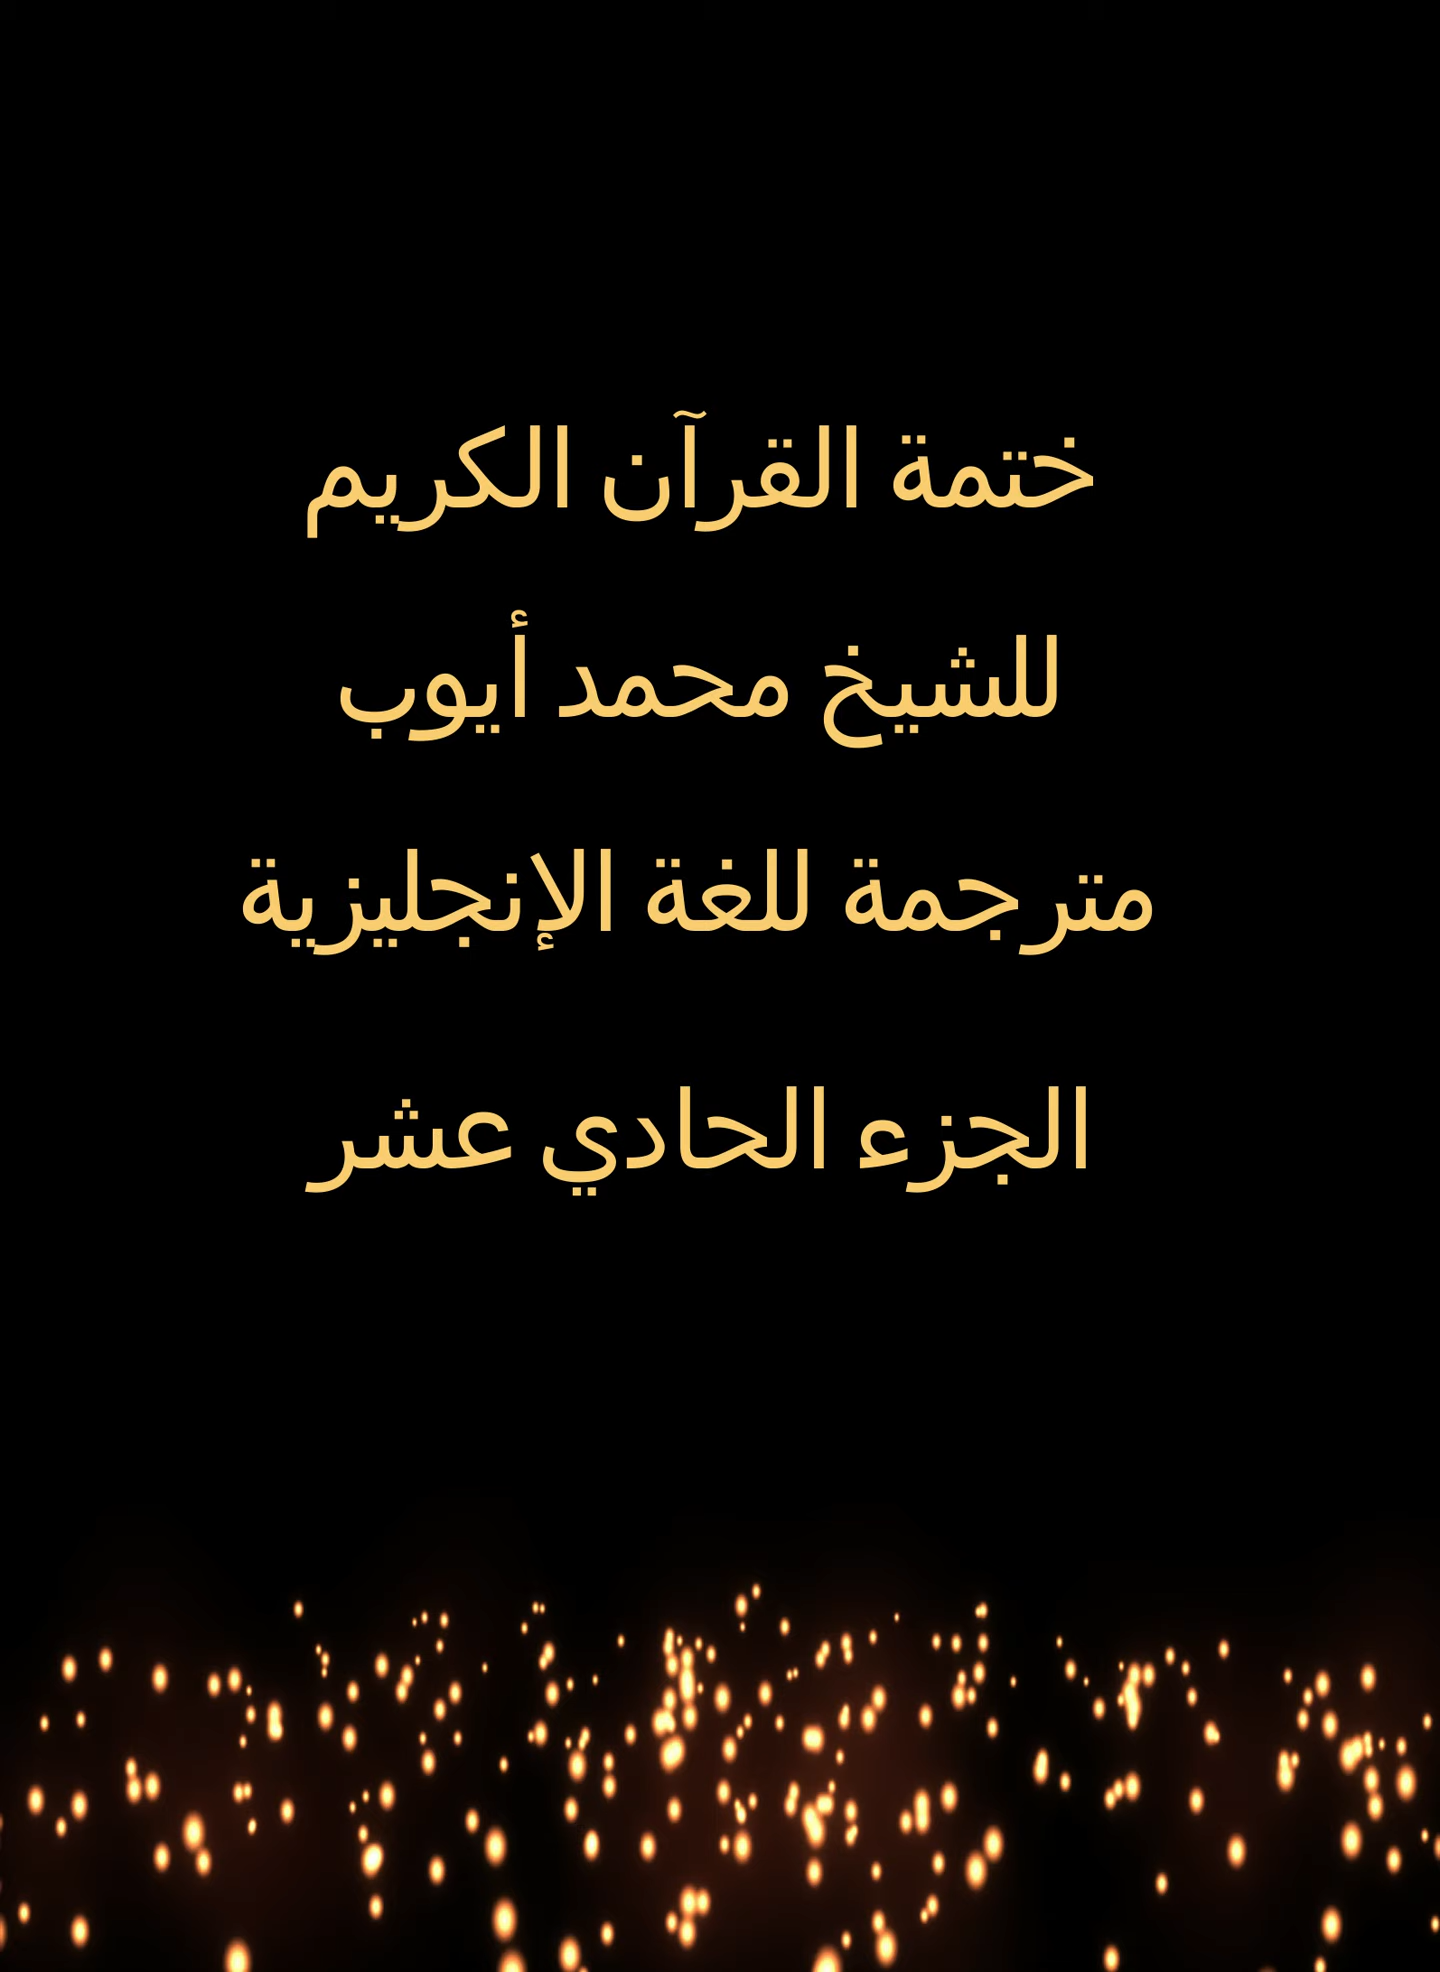 ختمة القرآن الكريم
للشيخ محمد أيوب
مترجمة للغة الإنجليزية
الجزء الحادي عشر